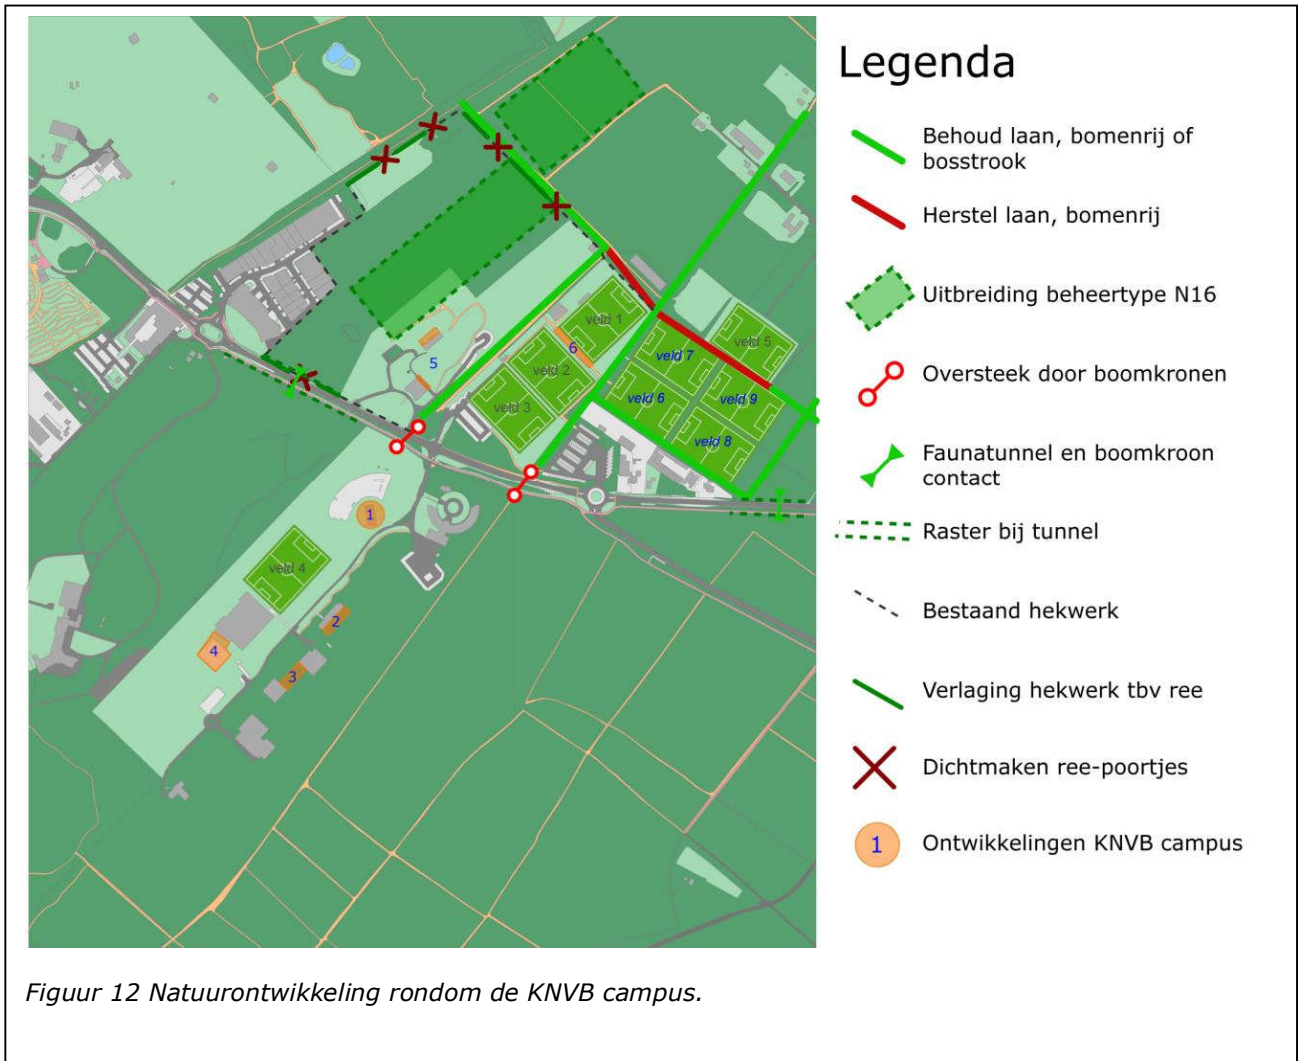 Legenda
Behoud laan, bomenrij of
bosstrook
Herstel laan, bomenrij
Uitbreiding beheertype N16
Oversteek door boomkronen
Faunatunnel en boomkroon
contact
Raster bij tunnel
Bestaand hekwerk
Verlaging hekwerk tbv ree
Dichtmaken ree-poortjes
1
Ontwikkelingen KNVB campus
veld 1
6
veld 2
veld 3
5
veld 7
veld 5
veld 6
veld 9
veld 8
1
veld 4
2
4
3
Figuur 12 Natuurontwikkeling rondom de KNVB campus.